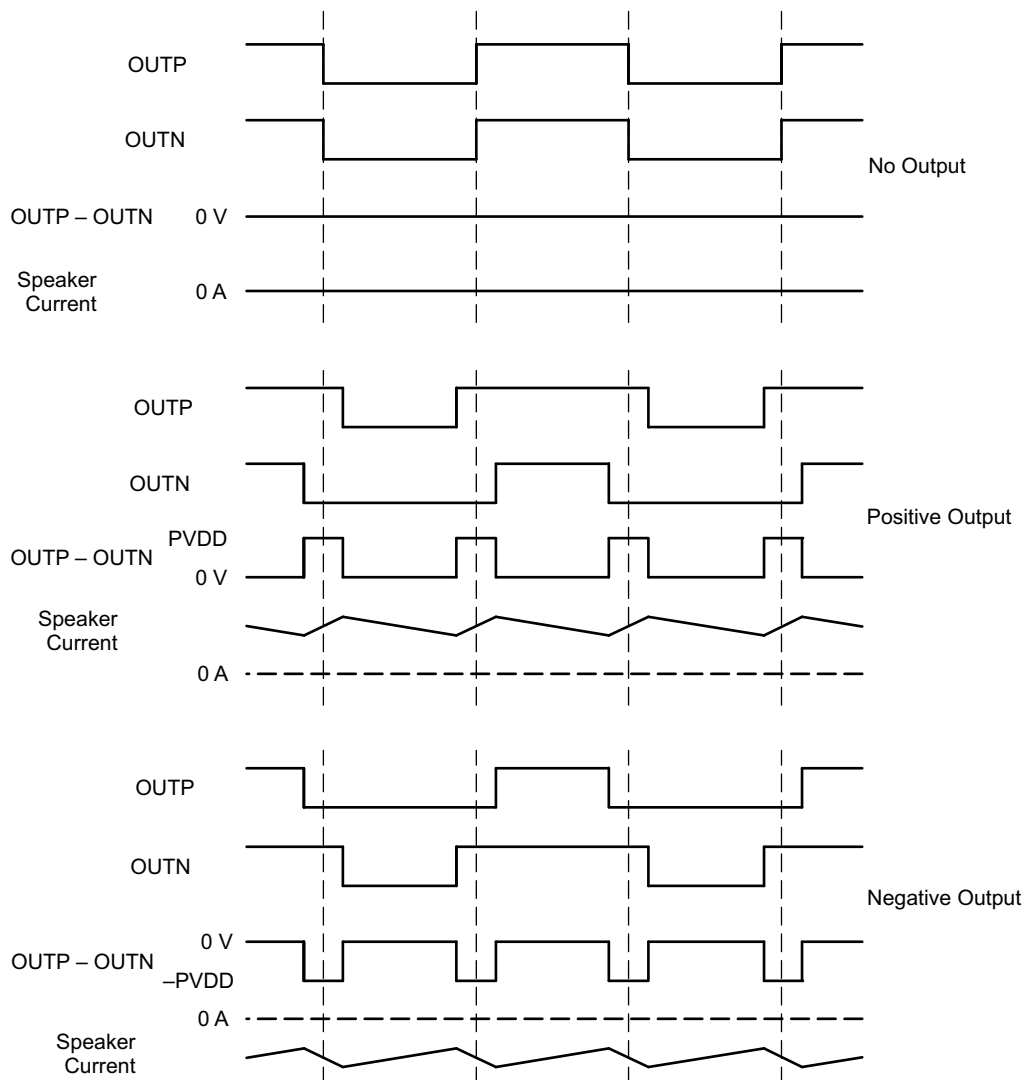 OUTP
OUTN
No Output
OUTP – OUTN 0 V
Speaker
Current
0 A
OUTP
OUTN
Positive Output
PVDD
OUTP – OUTN
0 V
Speaker
Current
0 A
OUTP
OUTN
Negative Output
0 V
OUTP – OUTN
–PVDD
0 A
Speaker
Current